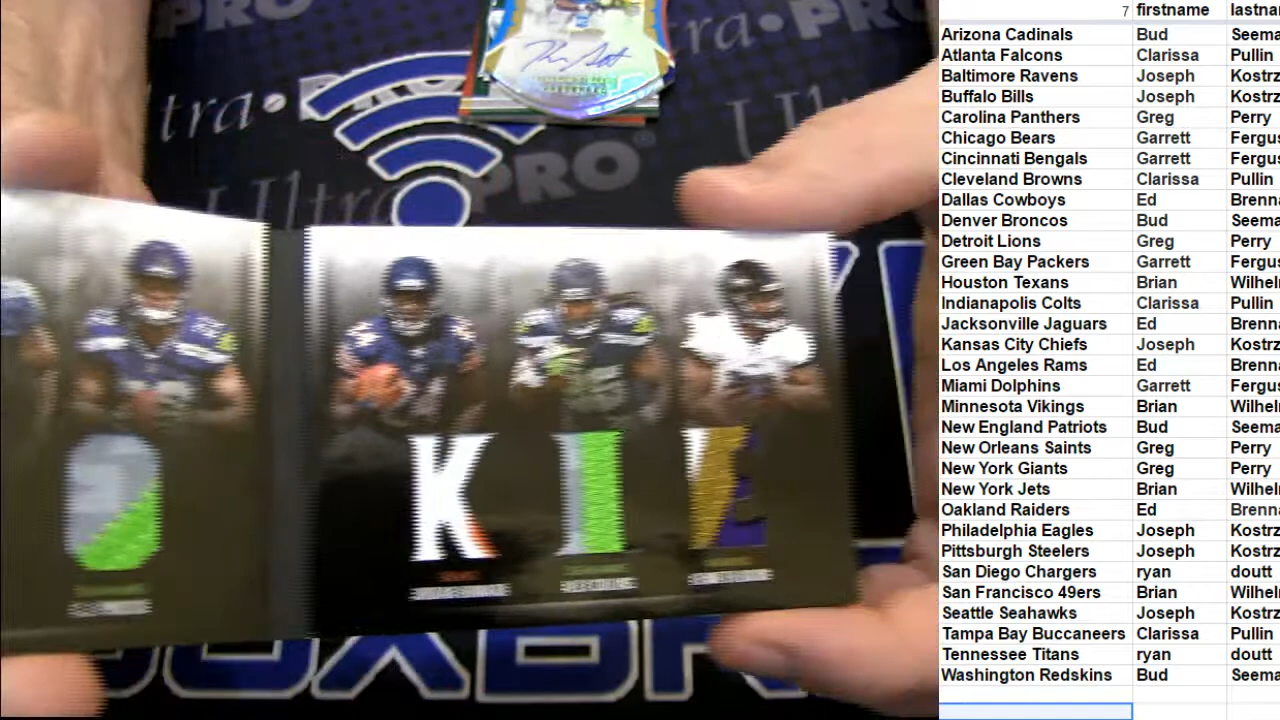 PRO
ltra PRO
ltra
PRO
Ultra PRO
O K I E
OXBR
7 firstname lastna
Arizona Cadinals Bud Seema
Atlanta Falcons Clarissa Pullin
Baltimore Ravens Joseph Kostrz
Buffalo Bills Joseph Kostrz
Carolina Panthers Greg Perry
Chicago Bears Garrett Fergus
Cincinnati Bengals Garrett Fergus
Cleveland Browns Clarissa Pullin
Dallas Cowboys Ed Brenna
Denver Broncos Bud Seema
Detroit Lions Greg Perry
Green Bay Packers Garrett Fergus
Houston Texans Brian Wilhel
Indianapolis Colts Clarissa Pullin
Jacksonville Jaguars Ed Brenna
Kansas City Chiefs Joseph Kostrz
Los Angeles Rams Ed Brenna
Miami Dolphins Garrett Fergus
Minnesota Vikings Brian Wilhel
New England Patriots Bud Seema
New Orleans Saints Greg Perry
New York Giants Greg Perry
New York Jets Brian Wilhel
Oakland Raiders Ed Brenna
Philadelphia Eagles Joseph Kostrz
Pittsburgh Steelers Joseph Kostrz
San Diego Chargers ryan doutt
San Francisco 49ers Brian Wilhel
Seattle Seahawks Joseph Kostrz
Tampa Bay Buccaneers Clarissa Pullin
Tennessee Titans ryan doutt
Washington Redskins Bud Seema